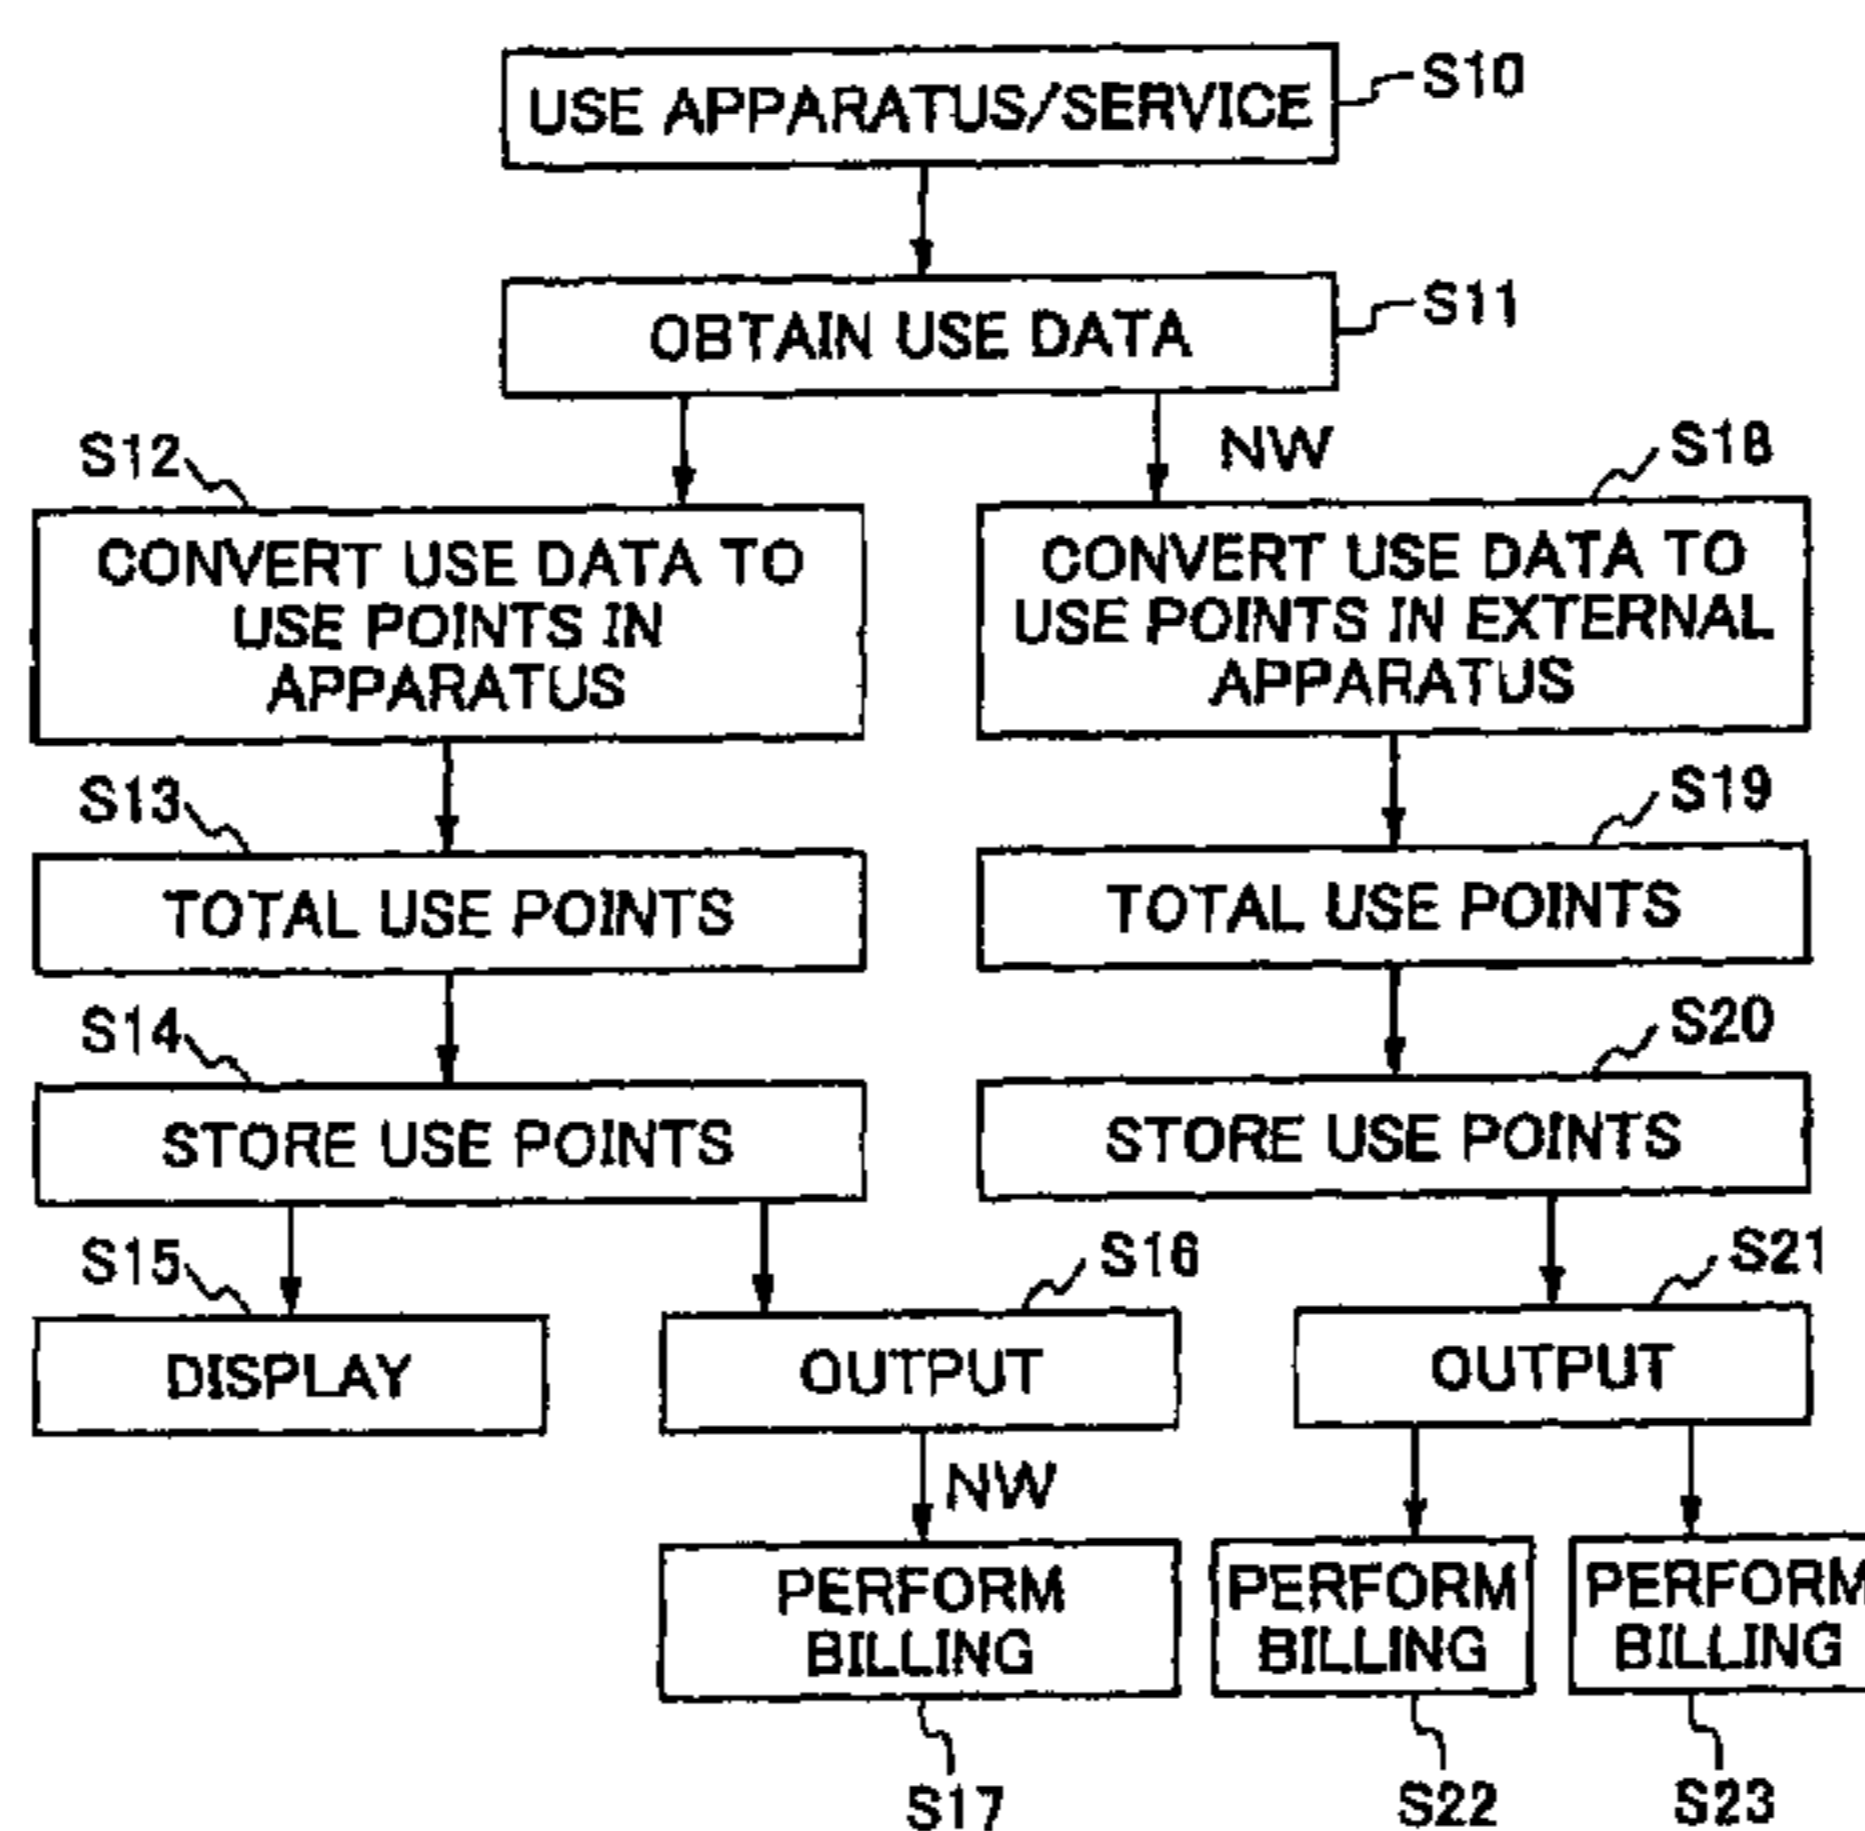 USE APPARATUS/SERVICE
S10
OBTAIN USE DATA
S11
NW
S12
CONVERT USE DATA TO
USE POINTS IN
APPARATUS
S18
CONVERT USE DATA TO
USE POINTS IN EXTERNAL
APPARATUS
S13
TOTAL USE POINTS
S19
TOTAL USE POINTS
S14
STORE USE POINTS
S20
STORE USE POINTS
S15
DISPLAY
S16
OUTPUT
S21
OUTPUT
NW
PERFORM
BILLING
PERFORM
BILLING
PERFORM
BILLING
S17
S22
S23